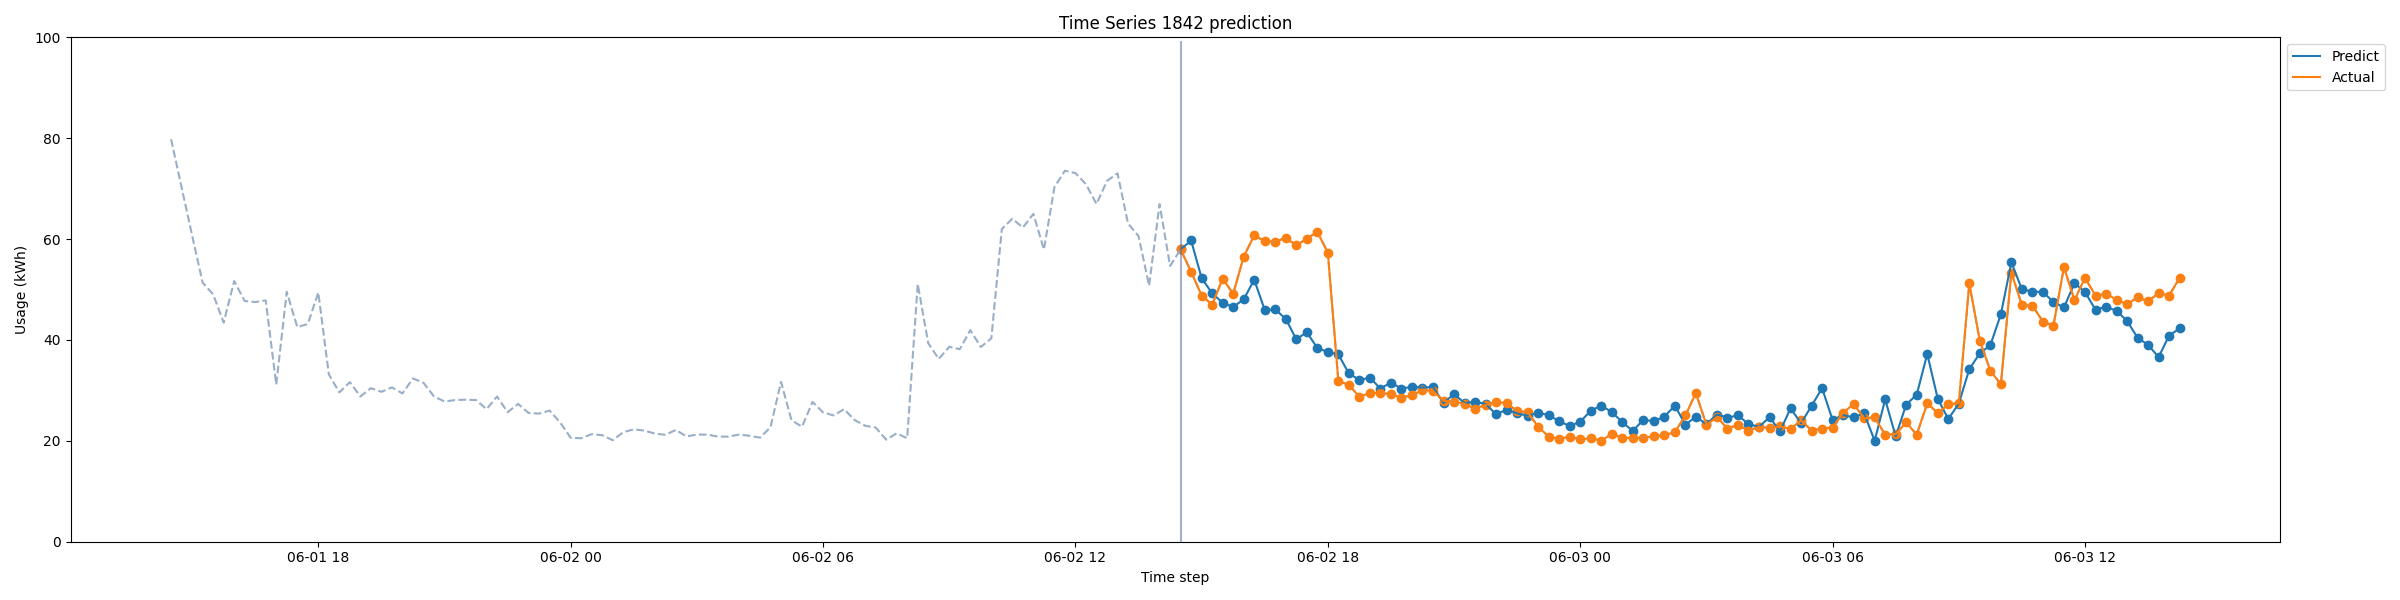 Time Series 1842 prediction
100
80
60
40
20
0
Usage (kWh)
06-01 18
06-02 00
06-02 06
06-02 12
06-02 18
06-03 00
06-03 06
06-03 12
Time step
Predict
Actual